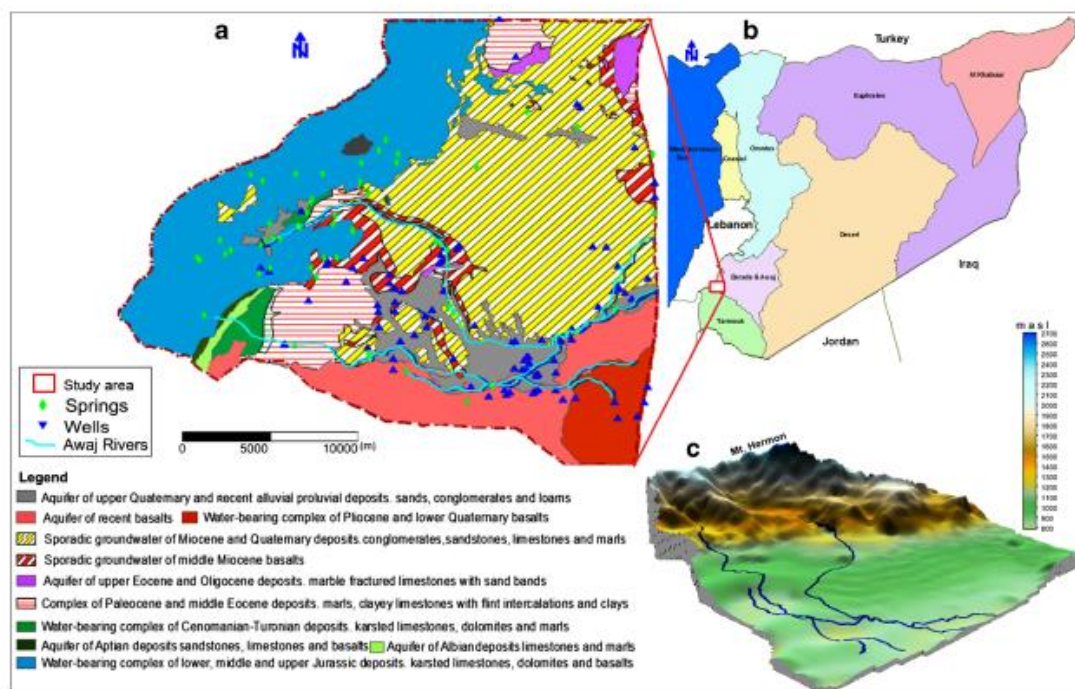 a
N
b
N
Turkey
Al Khabour
Euphrates
Orontes
Coastal
Lebanon
Desert
Barada & Awaj
Iraq
Yarmouk
Jordan
Study area
Springs
Wells
Awaj Rivers
0 5000 10000 (m)
m a s l
2700
2600
2500
2400
2300
2200
2100
2000
1900
1800
1700
1600
1500
1400
1300
1200
1100
1000
900
800
c
Mt. Hermon
Legend
Aquifer of upper Quaternary and recent alluvial proluvial deposits. sands, conglomerates and loams
Aquifer of recent basalts Water-bearing complex of Pliocene and lower Quaternary basalts
Sporadic groundwater of Miocene and Quaternary deposits.conglomerates,sandstones, limestones and marls
Sporadic groundwater of middle Miocene basalts
Aquifer of upper Eocene and Oligocene deposits. marble fractured limestones with sand bands
Complex of Paleocene and middle Eocene deposits. marls, clayey limestones with flint intercalations and clays
Water-bearing complex of Cenomanian-Turonian deposits. karsted limestones, dolomites and marls
Aquifer of Aptian deposits sandstones, limestones and basalts Aquifer of Albian deposits limestones and marls
Water-bearing complex of lower, middle and upper Jurassic deposits. karsted limestones, dolomites and basalts